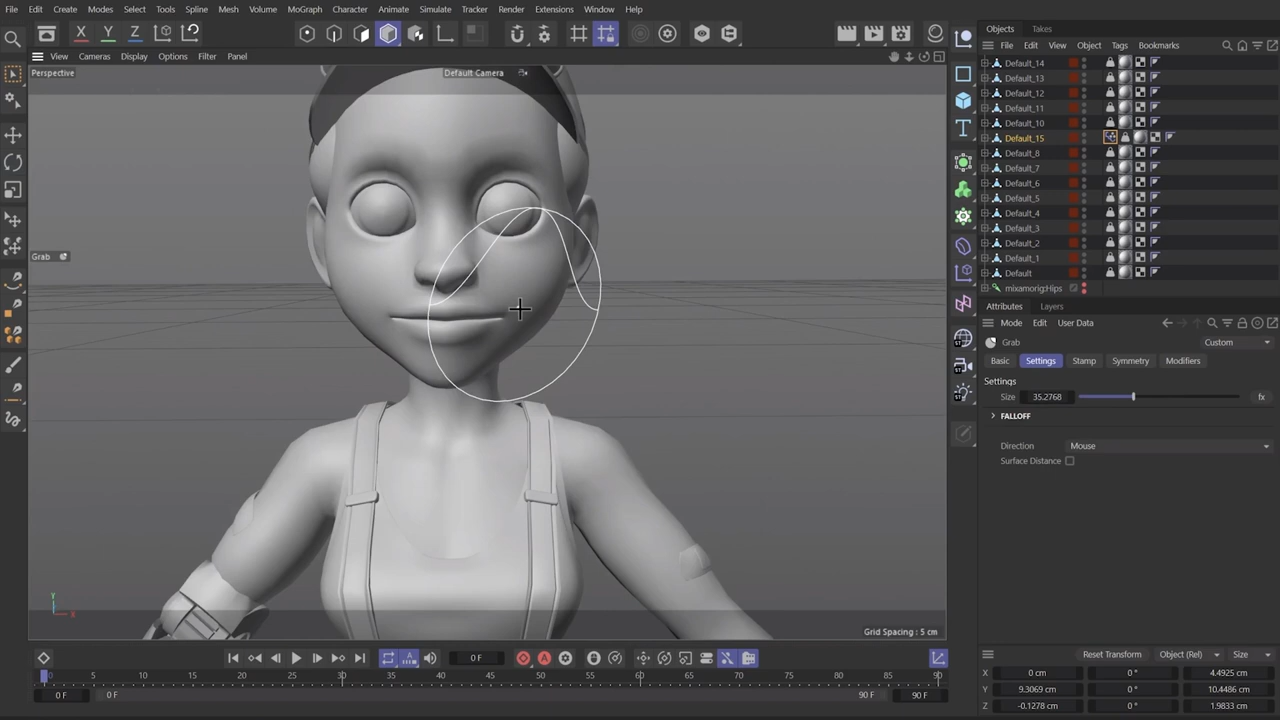 File Edit Create Modes Select Tools Spline Mesh Volume MoGraph Character Animate Simulate Tracker Render Extensions Window Help
X Y Z
Objects Takes
View Cameras Display Options Filter Panel
File Edit View Object Tags Bookmarks
Perspective
Default Camera
Grab
Default_14
Default_13
Default_12
Default_11
Default_10
Default_15
Default_8
Default_7
Default_6
Default_5
Default_4
Default_3
Default_2
Default_1
Default
mixamorig:Hips
Attributes Layers
Mode Edit User Data
Grab Custom
Basic Settings Stamp Symmetry Modifiers
Settings
Size 35.2768 fx
FALLOFF
Direction Mouse
Surface Distance
ST
ST
ST
Y
X
Grid Spacing : 5 cm
0 F
0 5 10 15 20 25 30 35 40 45 50 55 60 65 70 75 80 85 90
0 F 0 F 90 F 90 F
Reset Transform Object (Rel) Size
X 0 cm 0 ° 4.4925 cm
Y 9.3069 cm 0 ° 10.4486 cm
Z -0.1278 cm 0 ° 1.9833 cm